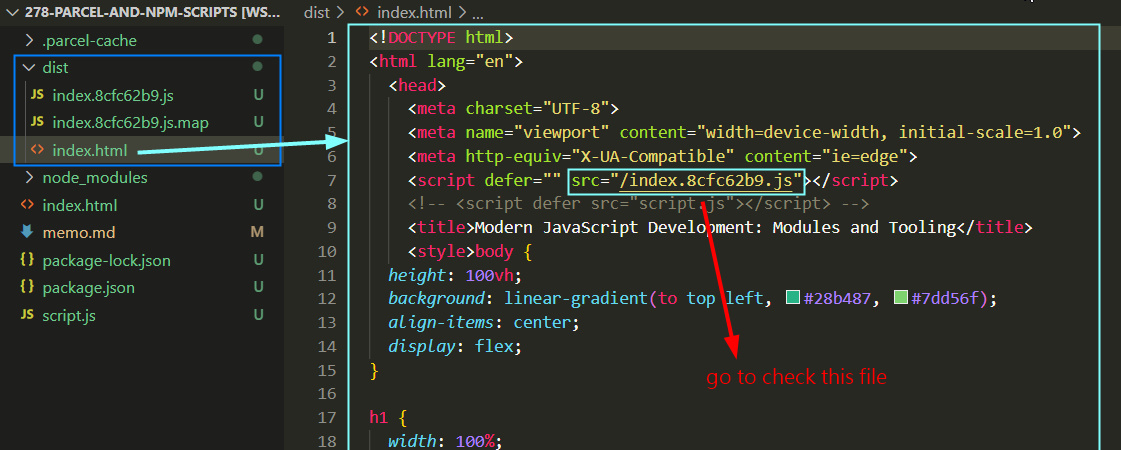 278-PARCEL-AND-NPM-SCRIPTS [WS...
.parcel-cache
dist
JS index.8cfc62b9.js U
JS index.8cfc62b9.js.map U
<> index.html U
node_modules
<> index.html U
memo.md M
{} package-lock.json U
{} package.json U
JS script.js U
dist > <> index.html > ...
1 <!DOCTYPE html>
2 <html lang="en">
3 <head>
4 <meta charset="UTF-8">
5 <meta name="viewport" content="width=device-width, initial-scale=1.0">
6 <meta http-equiv="X-UA-Compatible" content="ie=edge">
7 <script defer="" src="/index.8cfc62b9.js"></script>
8 <!-- <script defer src="script.js"></script> -->
9 <title>Modern JavaScript Development: Modules and Tooling</title>
10 <style>body {
11 height: 100vh;
12 background: linear-gradient(to top left, #28b487, #7dd56f);
13 align-items: center;
14 display: flex;
15 }
16
17 h1 {
18 width: 100%;
go to check this file